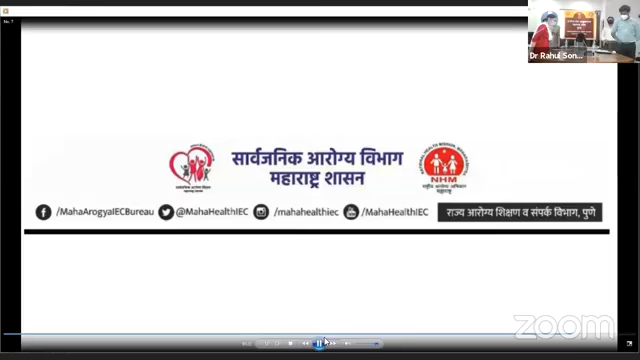 Dr Rahul Son...
सार्वजनिक आरोग्य विभाग
महाराष्ट्र शासन
NHM
/MahaArogyaIECBureau @MahaHealthIEC /mahahealthiec /MahaHealthIEC राज्य आरोग्य शिक्षण व संपर्क विभाग, पुणे
zoom